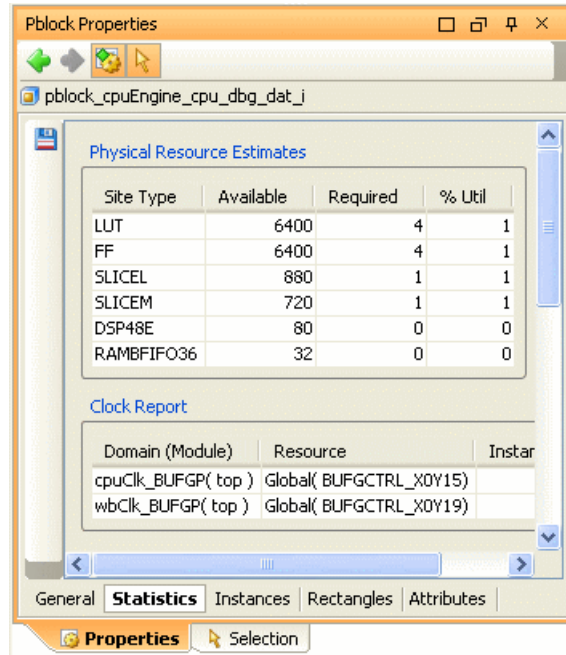 Pblock Properties
pblock_cpuEngine_cpu_dbg_dat_i
Physical Resource Estimates
Site Type Available Required % Util
LUT 6400 4 1
FF 6400 4 1
SLICEL 880 1 1
SLICEM 720 1 1
DSP48E 80 0 0
RAMBFIFO36 32 0 0
Clock Report
Domain (Module) Resource Instar
cpuClk_BUFGP( top ) Global( BUFGCTRL_X0Y15)
wbClk_BUFGP( top ) Global( BUFGCTRL_X0Y19)
General Statistics Instances Rectangles Attributes
Properties Selection